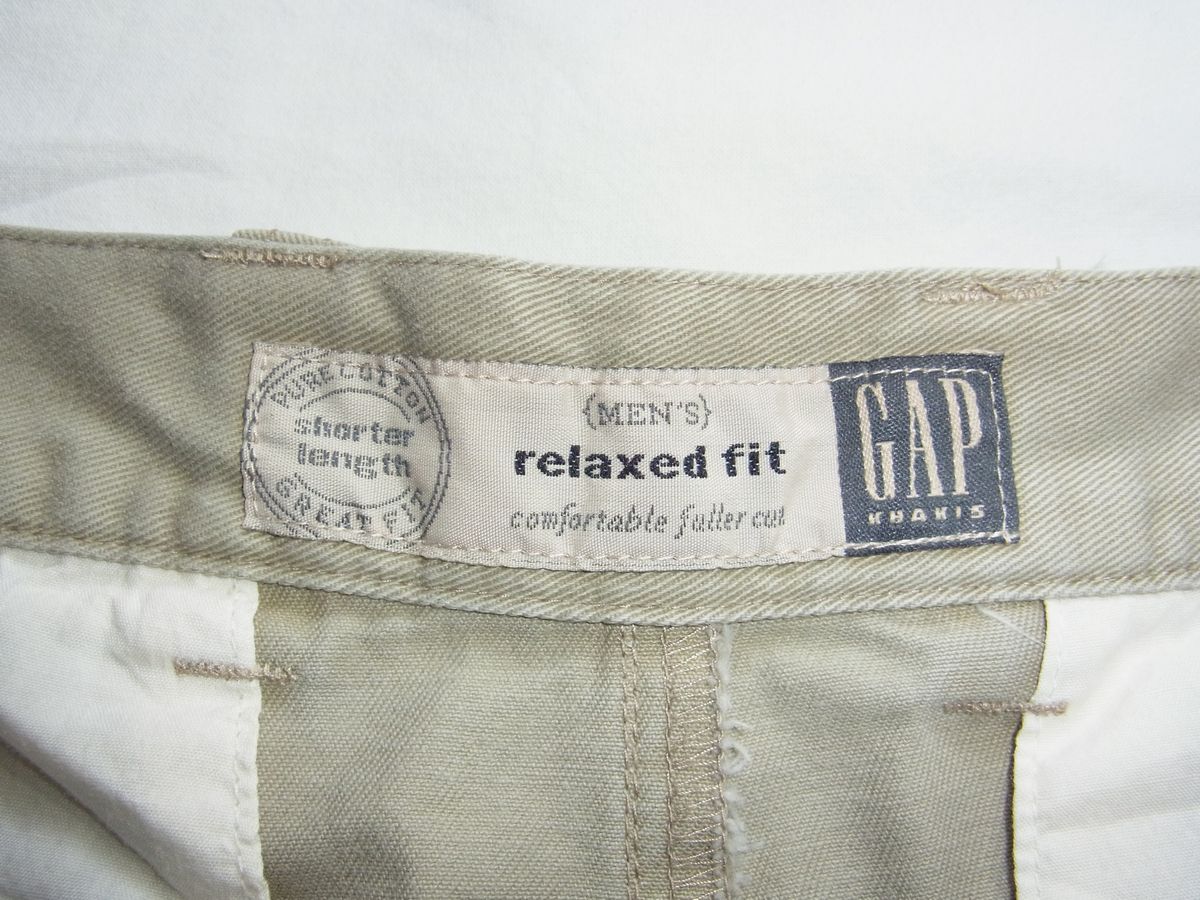 PURE COTTON
shorter
length
GREAT FIT
{MEN'S}
relaxed fit
comfortable fuller cut
GAP
KHAKIS